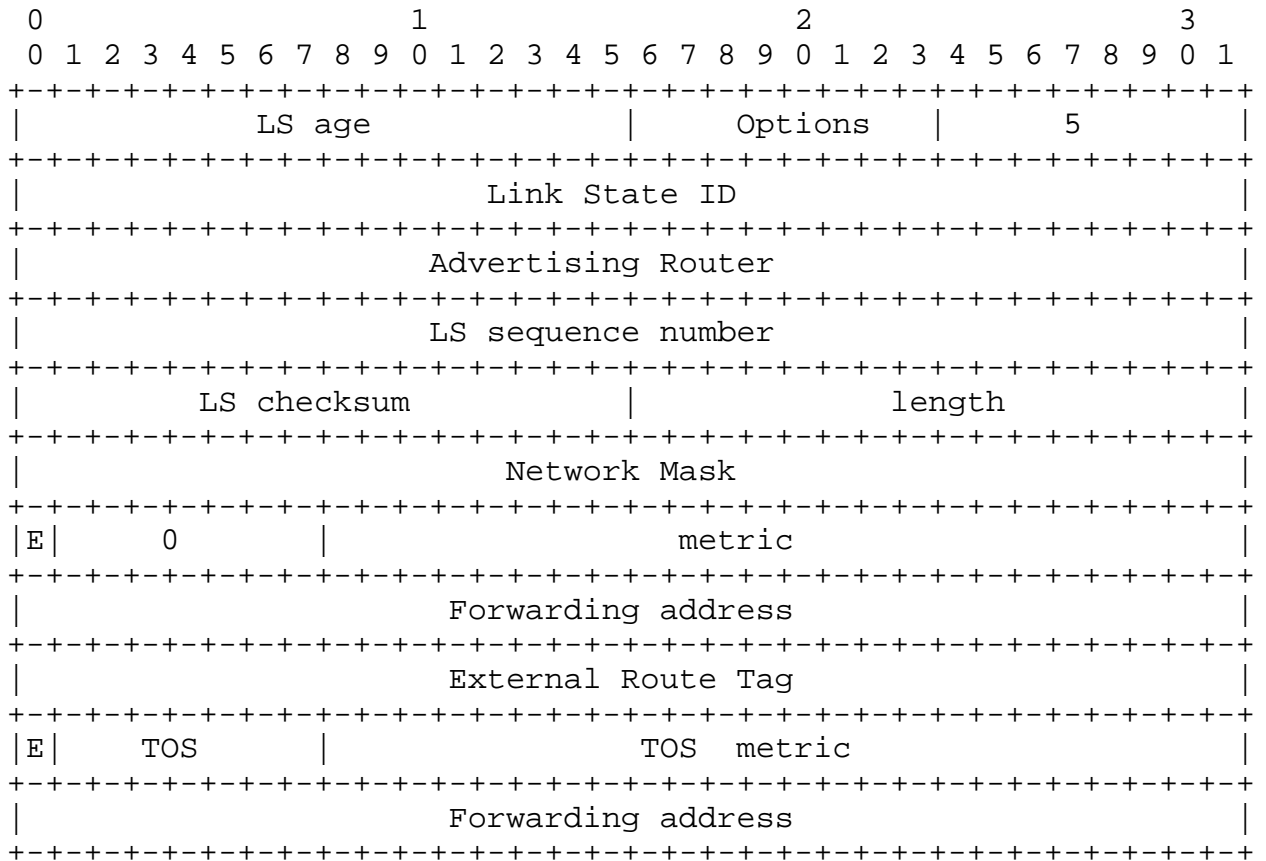 0                   1                   2                   3
 0 1 2 3 4 5 6 7 8 9 0 1 2 3 4 5 6 7 8 9 0 1 2 3 4 5 6 7 8 9 0 1
+-+-+-+-+-+-+-+-+-+-+-+-+-+-+-+-+-+-+-+-+-+-+-+-+-+-+-+-+-+-+-+-+
|            LS age             |     Options   |      5        |
+-+-+-+-+-+-+-+-+-+-+-+-+-+-+-+-+-+-+-+-+-+-+-+-+-+-+-+-+-+-+-+-+
|                        Link State ID                          |
+-+-+-+-+-+-+-+-+-+-+-+-+-+-+-+-+-+-+-+-+-+-+-+-+-+-+-+-+-+-+-+-+
|                     Advertising Router                        |
+-+-+-+-+-+-+-+-+-+-+-+-+-+-+-+-+-+-+-+-+-+-+-+-+-+-+-+-+-+-+-+-+
|                     LS sequence number                        |
+-+-+-+-+-+-+-+-+-+-+-+-+-+-+-+-+-+-+-+-+-+-+-+-+-+-+-+-+-+-+-+-+
|         LS checksum           |             length            |
+-+-+-+-+-+-+-+-+-+-+-+-+-+-+-+-+-+-+-+-+-+-+-+-+-+-+-+-+-+-+-+-+
|                         Network Mask                          |
+-+-+-+-+-+-+-+-+-+-+-+-+-+-+-+-+-+-+-+-+-+-+-+-+-+-+-+-+-+-+-+-+
|E|     0       |                  metric                       |
+-+-+-+-+-+-+-+-+-+-+-+-+-+-+-+-+-+-+-+-+-+-+-+-+-+-+-+-+-+-+-+-+
|                      Forwarding address                       |
+-+-+-+-+-+-+-+-+-+-+-+-+-+-+-+-+-+-+-+-+-+-+-+-+-+-+-+-+-+-+-+-+
|                      External Route Tag                       |
+-+-+-+-+-+-+-+-+-+-+-+-+-+-+-+-+-+-+-+-+-+-+-+-+-+-+-+-+-+-+-+-+
|E|    TOS      |                TOS  metric                    |
+-+-+-+-+-+-+-+-+-+-+-+-+-+-+-+-+-+-+-+-+-+-+-+-+-+-+-+-+-+-+-+-+
|                      Forwarding address                       |
+-+-+-+-+-+-+-+-+-+-+-+-+-+-+-+-+-+-+-+-+-+-+-+-+-+-+-+-+-+-+-+-+